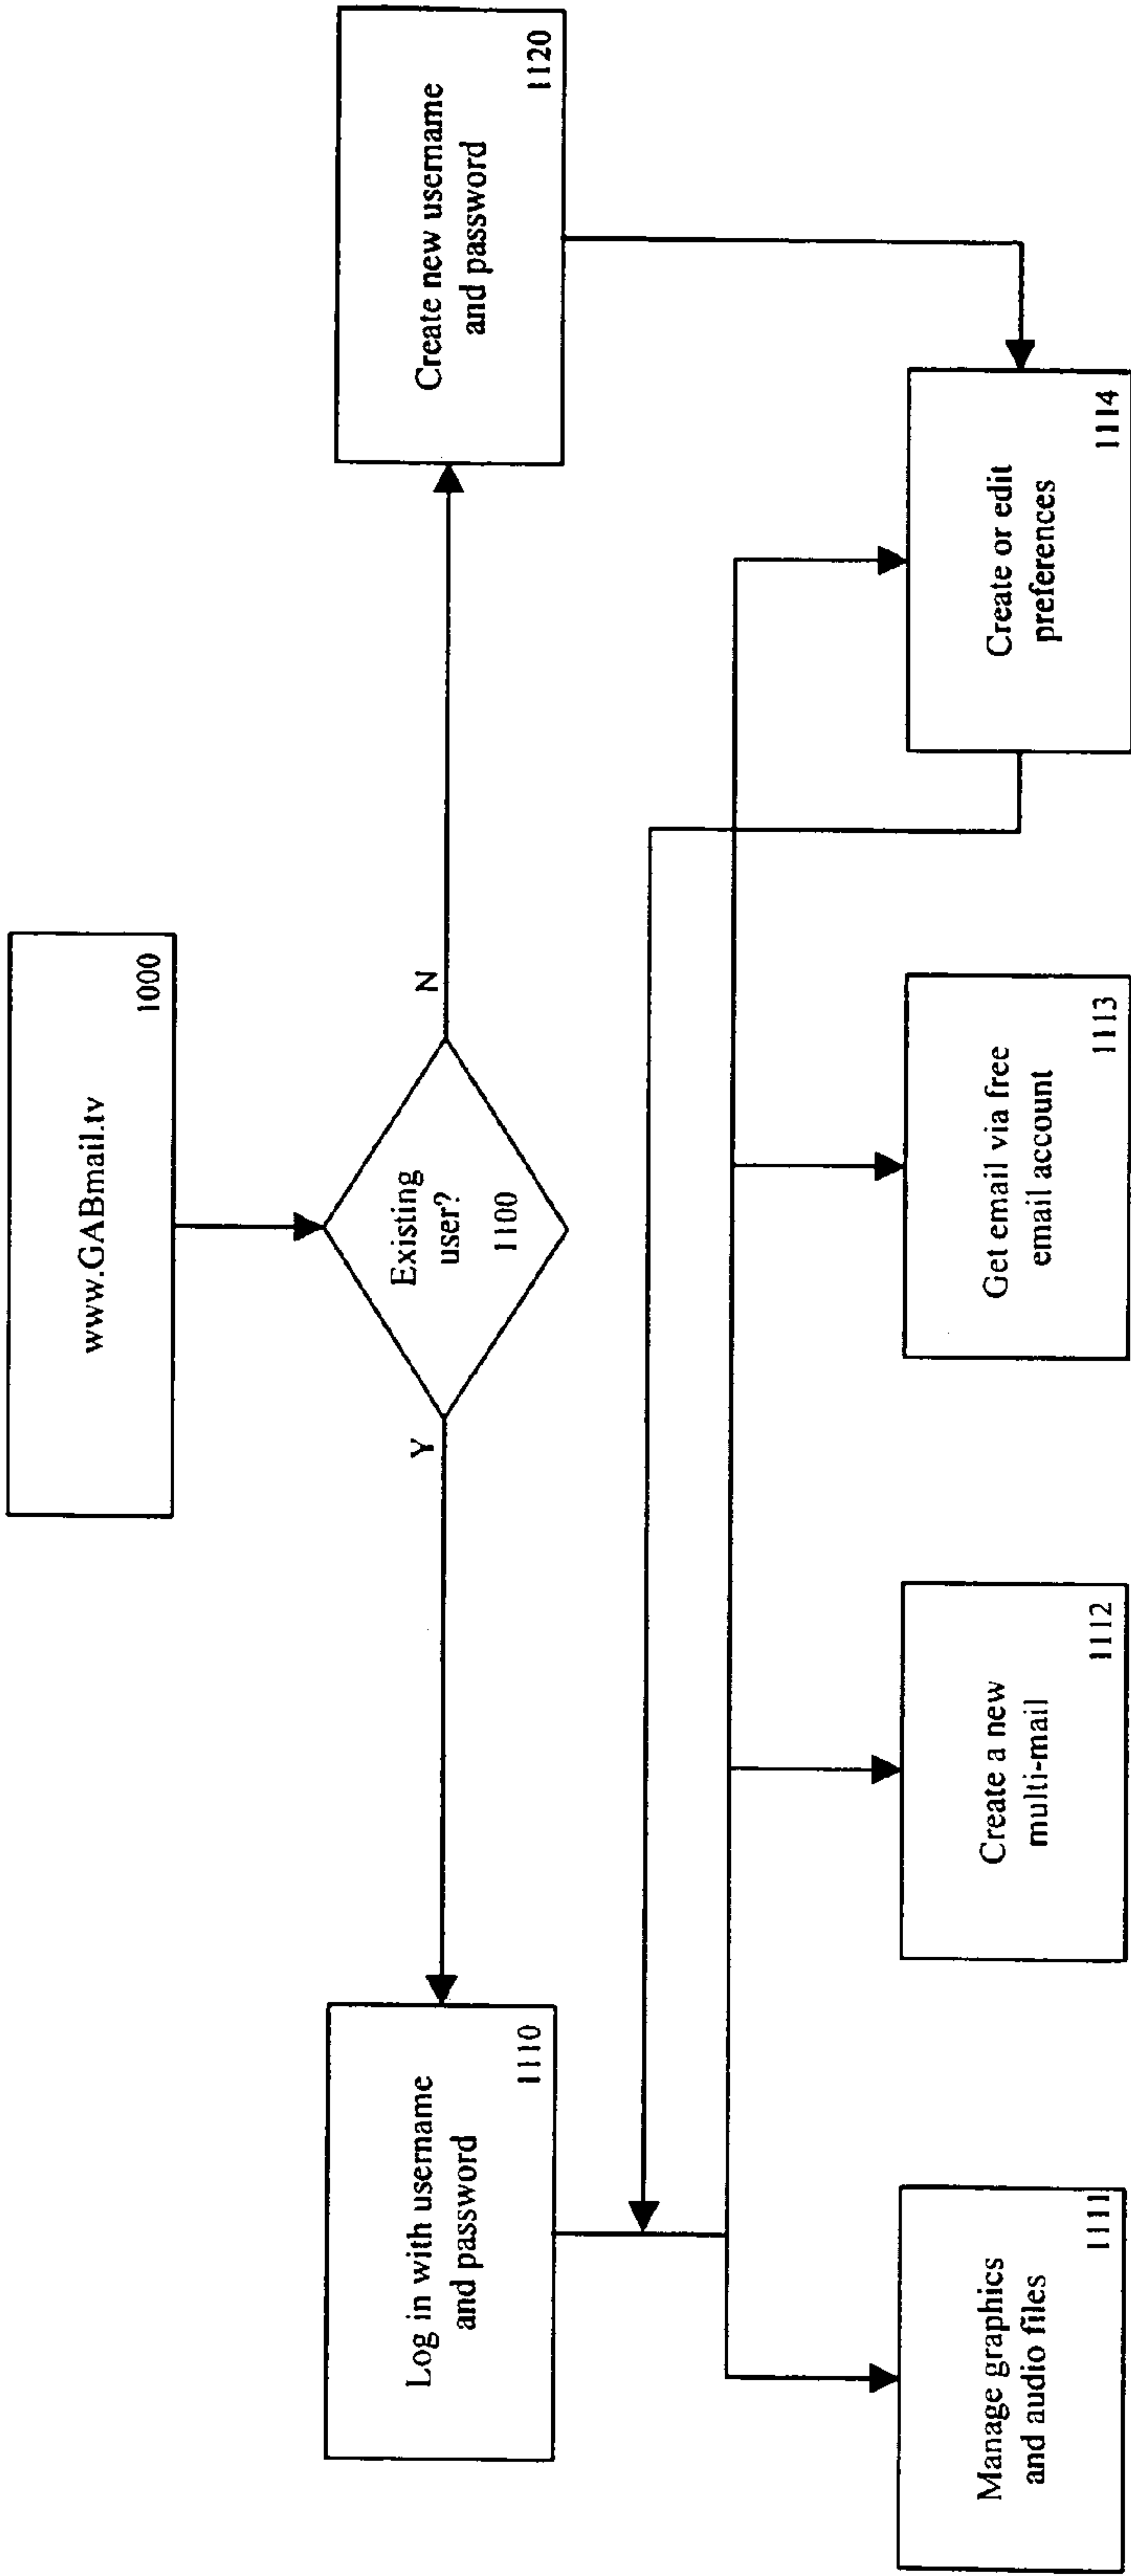 www.GABmail.tv
1000
Existing
user?
1100
Y
N
Log in with username
and password
1110
Create new username
and password
1120
Manage graphics
and audio files
1111
Create a new
multi-mail
1112
Get email via free
email account
1113
Create or edit
preferences
1114